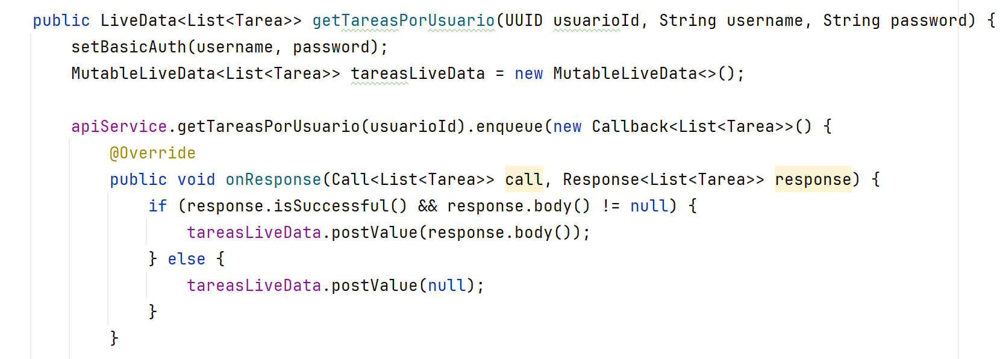 public LiveData<List<Tarea>> getTareasPorUsuario(UUID usuarioId, String username, String password) {
setBasicAuth(username, password);
MutableLiveData<List<Tarea>> tareasLiveData = new MutableLiveData<>();
apiService.getTareasPorUsuario(usuarioId).enqueue(new Callback<List<Tarea>>() {
@Override
public void onResponse(Call<List<Tarea>> call, Response<List<Tarea>> response) {
if (response.isSuccessful() && response.body() != null) {
tareasLiveData.postValue(response.body());
} else {
tareasLiveData.postValue(null);
}
}